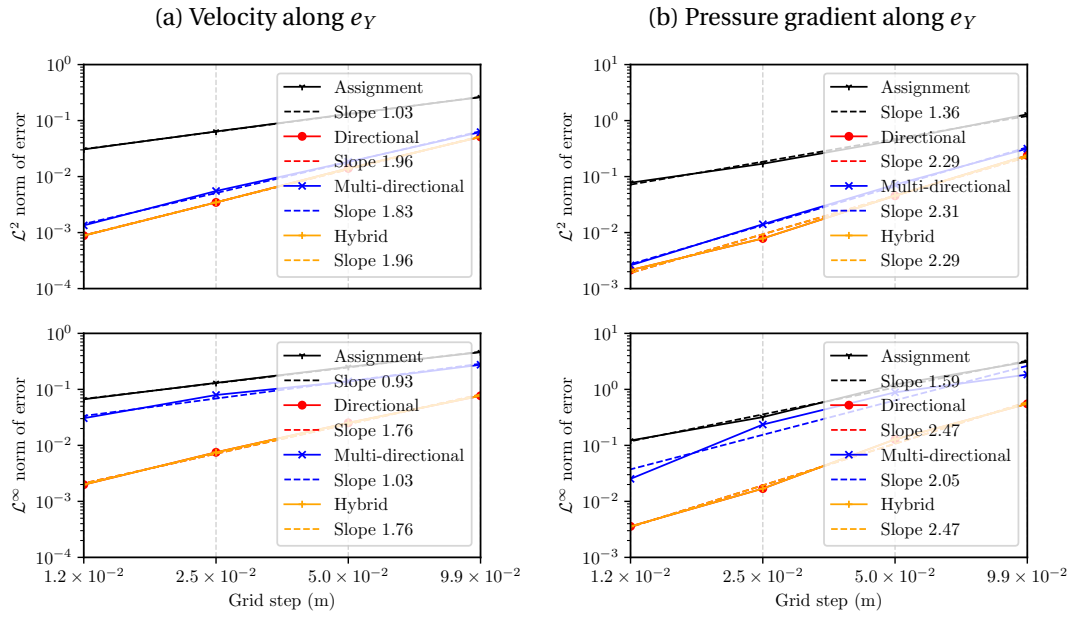 (a) Velocity along e_Y
(b) Pressure gradient along e_Y
10^0
10^{-1}
10^{-2}
10^{-3}
10^{-4}
ℒ² norm of error
Assignment
Slope 1.03
Directional
Slope 1.96
Multi-directional
Slope 1.83
Hybrid
Slope 1.96
10^1
10^0
10^{-1}
10^{-2}
10^{-3}
ℒ² norm of error
Assignment
Slope 1.36
Directional
Slope 2.29
Multi-directional
Slope 2.31
Hybrid
Slope 2.29
10^0
10^{-1}
10^{-2}
10^{-3}
10^{-4}
ℒ^∞ norm of error
Assignment
Slope 0.93
Directional
Slope 1.76
Multi-directional
Slope 1.03
Hybrid
Slope 1.76
1.2 × 10^{-2}
2.5 × 10^{-2}
5.0 × 10^{-2}
9.9 × 10^{-2}
Grid step (m)
10^1
10^0
10^{-1}
10^{-2}
10^{-3}
ℒ^∞ norm of error
Assignment
Slope 1.59
Directional
Slope 2.47
Multi-directional
Slope 2.05
Hybrid
Slope 2.47
1.2 × 10^{-2}
2.5 × 10^{-2}
5.0 × 10^{-2}
9.9 × 10^{-2}
Grid step (m)